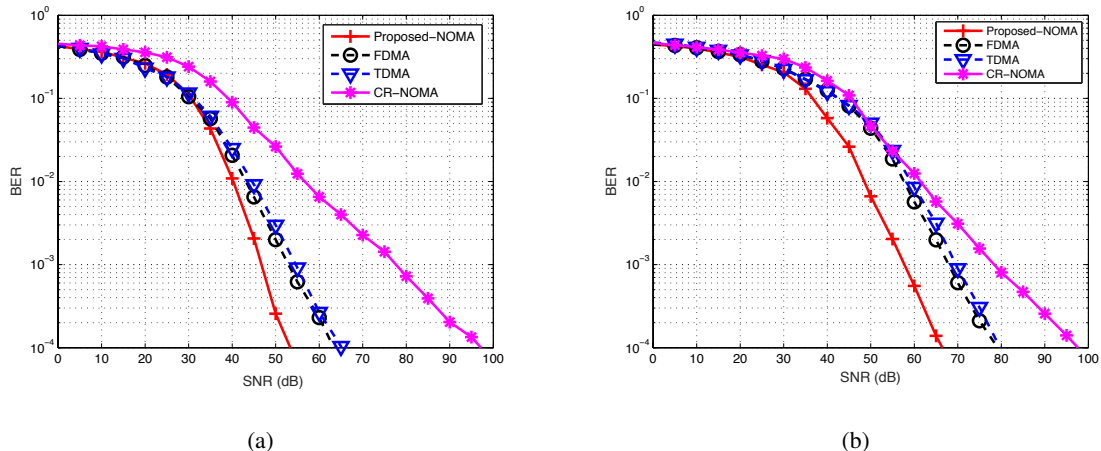 10^0
10^-1
10^-2
10^-3
10^-4
BER
0 10 20 30 40 50 60 70 80 90 100
SNR (dB)
Proposed-NOMA
FDMA
TDMA
CR-NOMA
(a)
10^0
10^-1
10^-2
10^-3
10^-4
BER
0 10 20 30 40 50 60 70 80 90 100
SNR (dB)
Proposed-NOMA
FDMA
TDMA
CR-NOMA
(b)